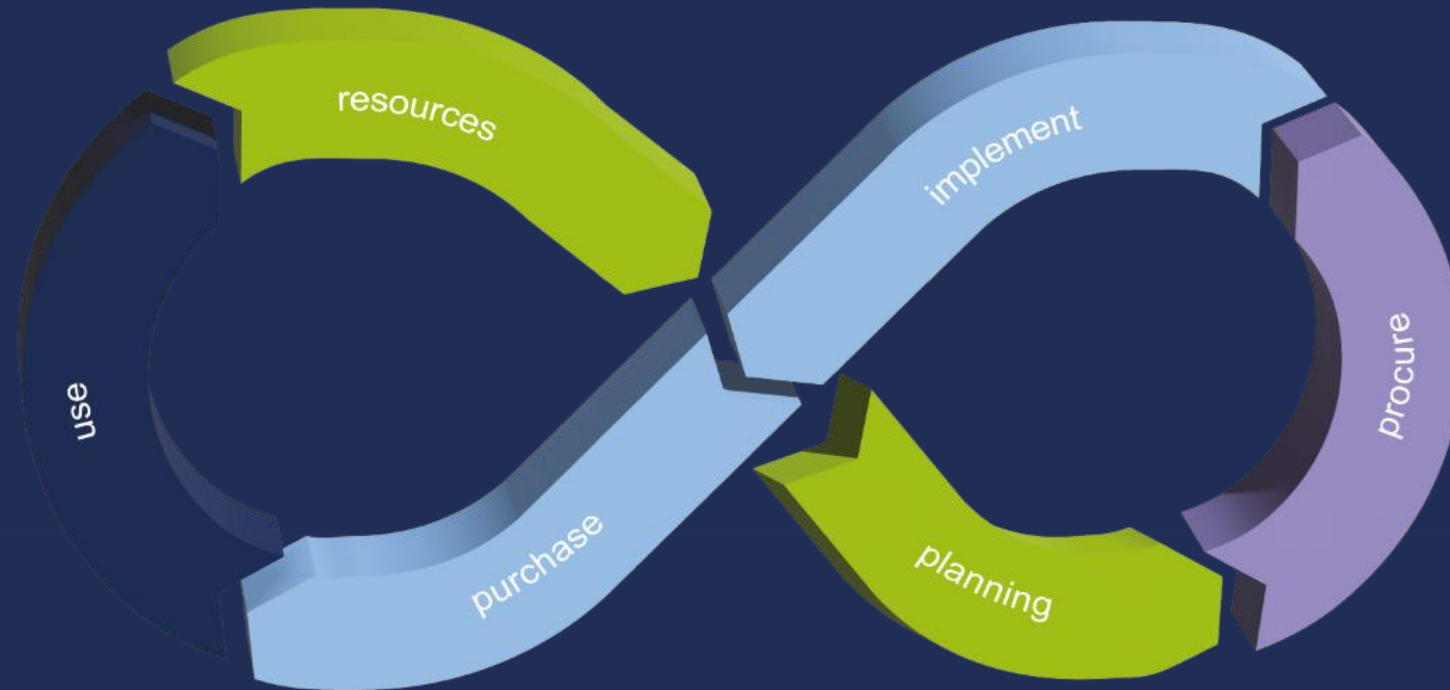 resources
implement
use
procure
purchase
planning